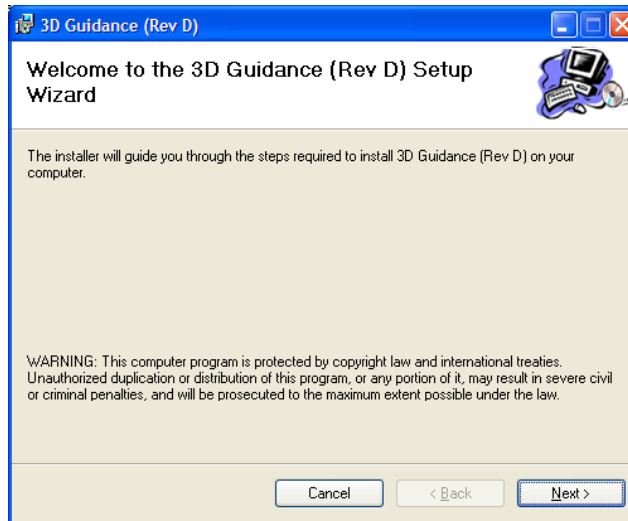 3D Guidance (Rev D)
Welcome to the 3D Guidance (Rev D) Setup
Wizard
The installer will guide you through the steps required to install 3D Guidance (Rev D) on your
computer.
WARNING: This computer program is protected by copyright law and international treaties.
Unauthorized duplication or distribution of this program, or any portion of it, may result in severe civil
or criminal penalties, and will be prosecuted to the maximum extent possible under the law.
Cancel < Back Next >